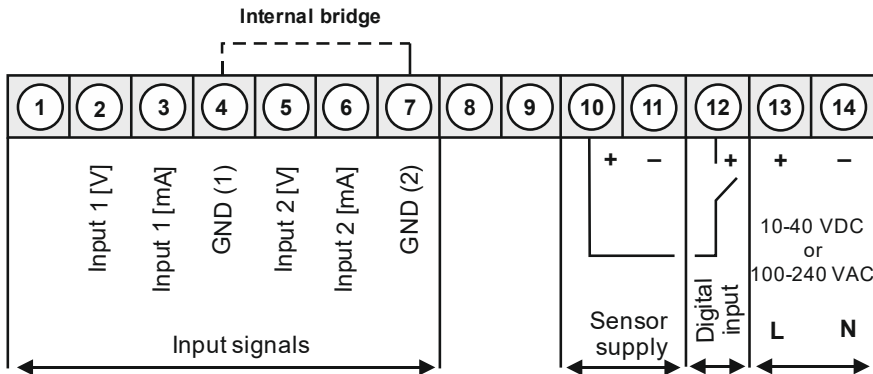 Internal bridge
1 2 3 4 5 6 7 8 9 10 11 12 13 14
+ – + + –
Input 1 [V]
Input 1 [mA]
GND (1)
Input 2 [V]
Input 2 [mA]
GND (2)
Input signals
Sensor
supply
Digital
input
10-40 VDC
or
100-240 VAC
L N